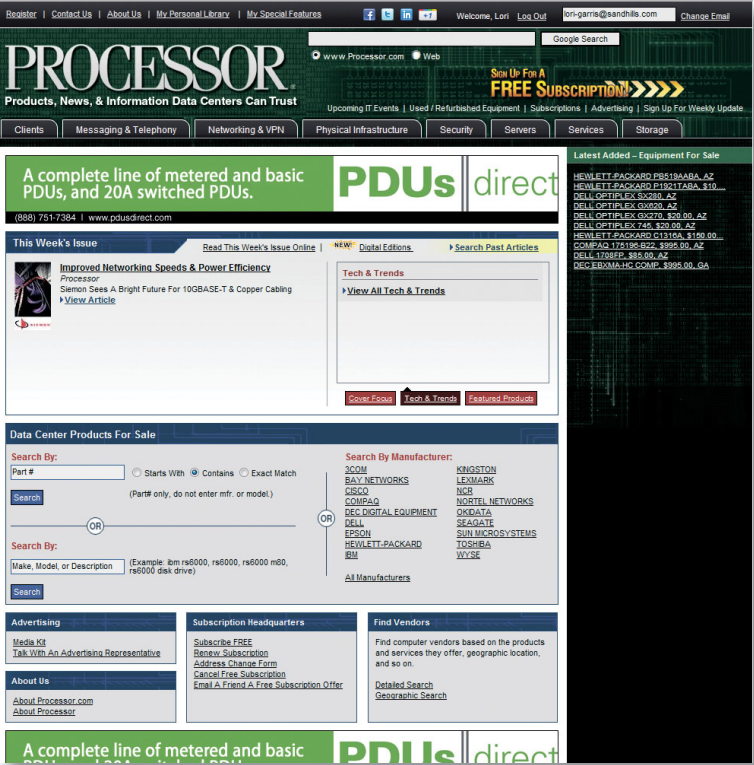 Register | Contact Us | About Us | My Personal Library | My Special Features
Welcome, Lori Log Out lori-garris@sandhills.com Change Email
Google Search
www.Processor.com Web
PROCESSOR
Products, News, & Information Data Centers Can Trust
SIGN UP FOR A
FREE SUBSCRIPTION!
Upcoming IT Events | Used / Refurbished Equipment | Subscriptions | Advertising | Sign Up For Weekly Update
Clients Messaging & Telephony Networking & VPN Physical Infrastructure Security Servers Services Storage
A complete line of metered and basic
PDUs, and 20A switched PDUs.
PDUs direct
(888) 751-7384 | www.pdusdirect.com
Latest Added – Equipment For Sale
HEWLETT-PACKARD PB519AABA, AZ
HEWLETT-PACKARD P1921TABA, $10....
DELL OPTIPLEX SX280, AZ
DELL OPTIPLEX GX620, AZ
DELL OPTIPLEX GX270, $20.00, AZ
DELL OPTIPLEX 745, $20.00, AZ
HEWLETT-PACKARD C1316A, $150.00...
COMPAQ 175196-B22, $995.00, AZ
DELL 1708FP, $85.00, AZ
DEC EBXMA-HC COMP, $995.00, GA
This Week's Issue
Read This Week's Issue Online | NEW! Digital Editions
Search Past Articles
Improved Networking Speeds & Power Efficiency
Processor
Siemon Sees A Bright Future For 10GBASE-T & Copper Cabling
View Article
SIEMON
Tech & Trends
View All Tech & Trends
Cover Focus Tech & Trends Featured Products
Data Center Products For Sale
Search By:
Part #
Starts With Contains Exact Match
Search
(Part# only, do not enter mfr. or model.)
OR
Search By:
Make, Model, or Description
(Example: ibm rs6000, rs6000, rs6000 m80,
rs6000 disk drive)
Search
OR
Search By Manufacturer:
3COM
BAY NETWORKS
CISCO
COMPAQ
DEC DIGITAL EQUIPMENT
DELL
EPSON
HEWLETT-PACKARD
IBM
KINGSTON
LEXMARK
NCR
NORTEL NETWORKS
OKIDATA
SEAGATE
SUN MICROSYSTEMS
TOSHIBA
WYSE
All Manufacturers
Advertising
Media Kit
Talk With An Advertising Representative
About Us
About Processor.com
About Processor
Subscription Headquarters
Subscribe FREE
Renew Subscription
Address Change Form
Cancel Free Subscription
Email A Friend A Free Subscription Offer
Find Vendors
Find computer vendors based on the products
and services they offer, geographic location,
and so on.
Detailed Search
Geographic Search
A complete line of metered and basic
PDUs, and 20A switched PDUs.
PDUs direct